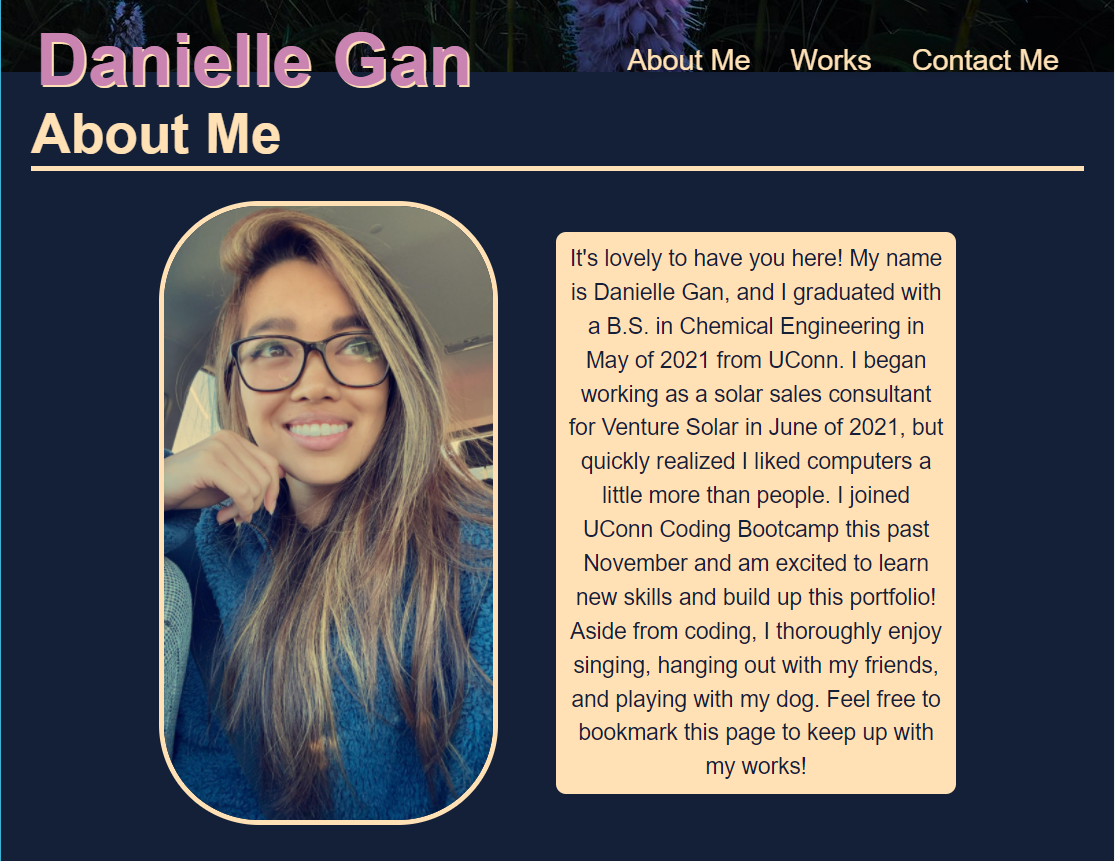 Danielle Gan
About Me
Works
Contact Me
About Me
It's lovely to have you here! My name
is Danielle Gan, and I graduated with
a B.S. in Chemical Engineering in
May of 2021 from UConn. I began
working as a solar sales consultant
for Venture Solar in June of 2021, but
quickly realized I liked computers a
little more than people. I joined
UConn Coding Bootcamp this past
November and am excited to learn
new skills and build up this portfolio!
Aside from coding, I thoroughly enjoy
singing, hanging out with my friends,
and playing with my dog. Feel free to
bookmark this page to keep up with
my works!